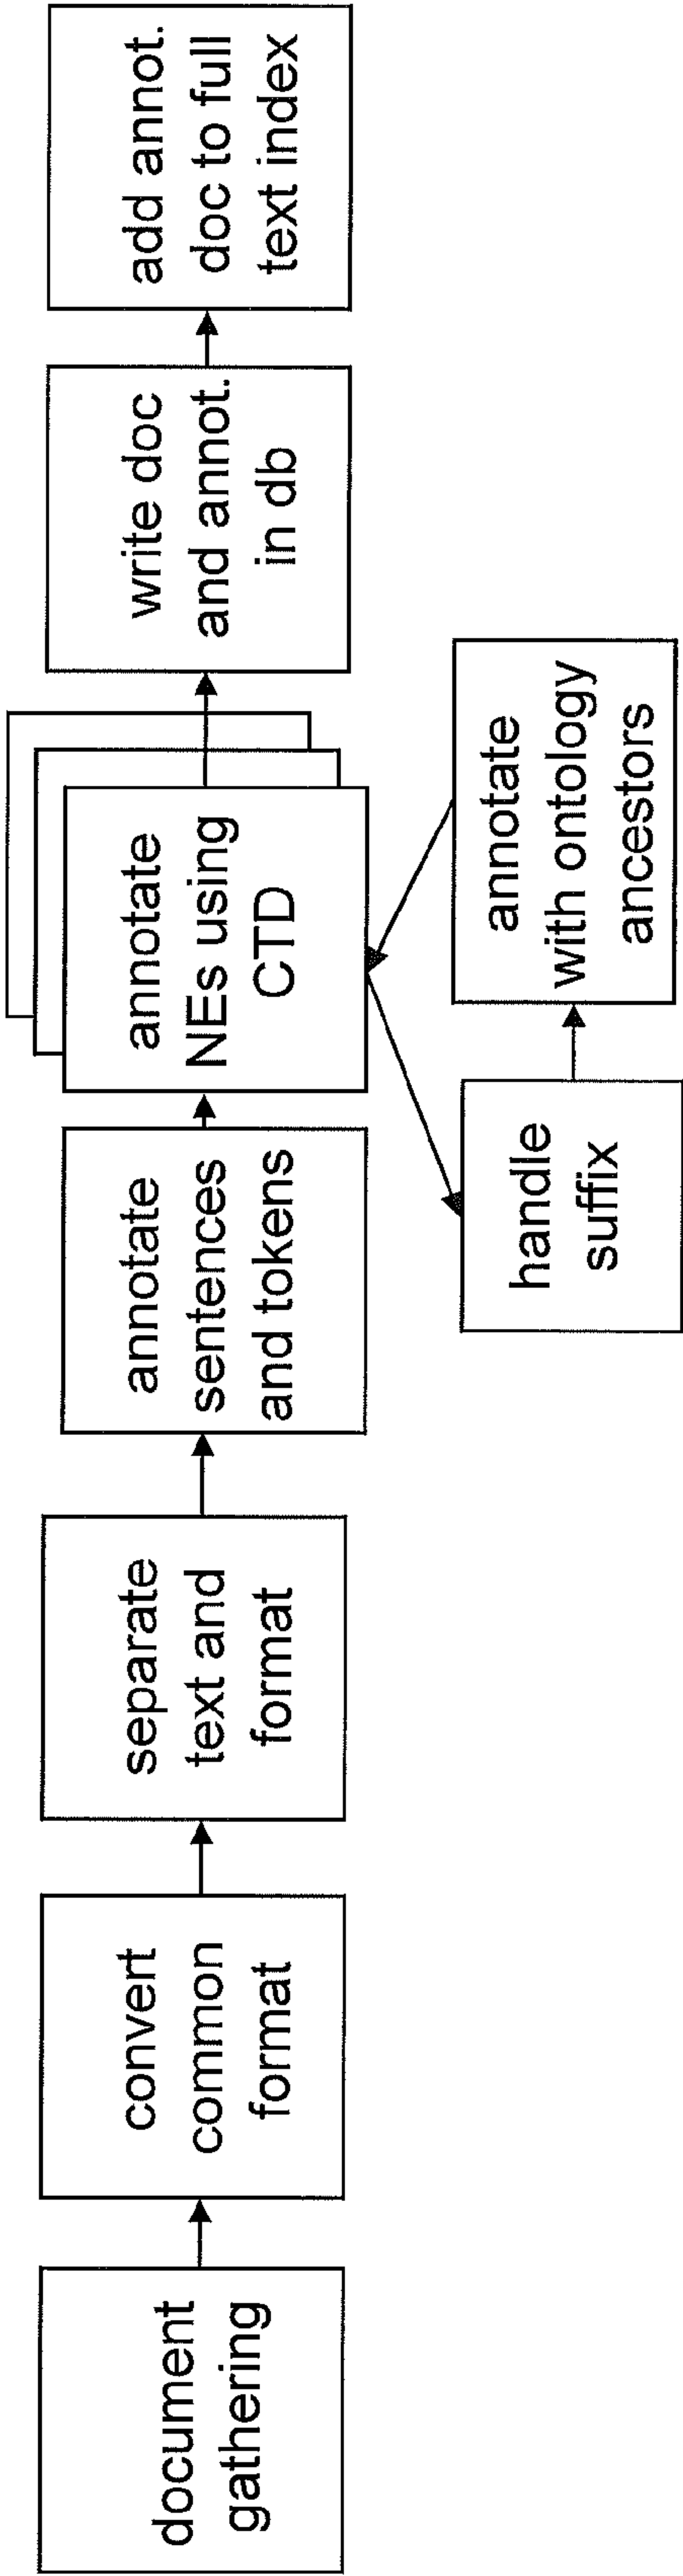 document
gathering
convert
common
format
separate
text and
format
annotate
sentences
and tokens
annotate
NEs using
CTD
handle
suffix
annotate
with ontology
ancestors
write doc
and annot.
in db
add annot.
doc to full
text index